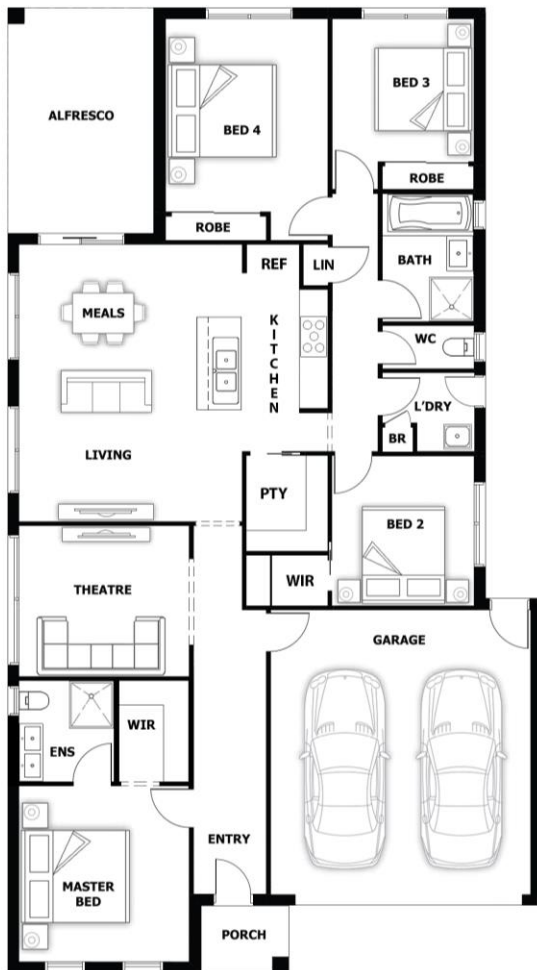 ALFRESCO
BED 4
BED 3
ROBE
ROBE
REF
LIN
BATH
MEALS
KITCHEN
WC
L'DRY
BR
LIVING
PTY
BED 2
WIR
THEATRE
GARAGE
WIR
ENS
ENTRY
MASTER
BED
PORCH